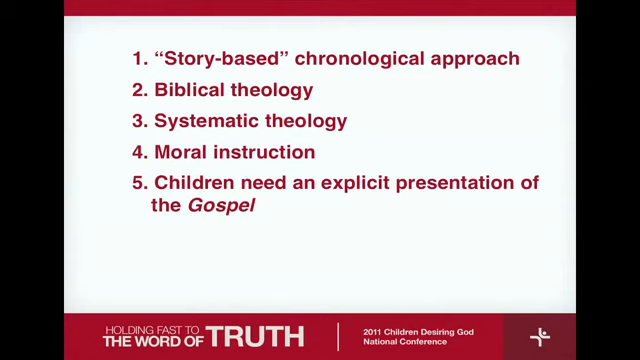 1. “Story-based” chronological approach
2. Biblical theology
3. Systematic theology
4. Moral instruction
5. Children need an explicit presentation of
the Gospel
HOLDING FAST TO
THE WORD OF TRUTH
2011 Children Desiring God
National Conference